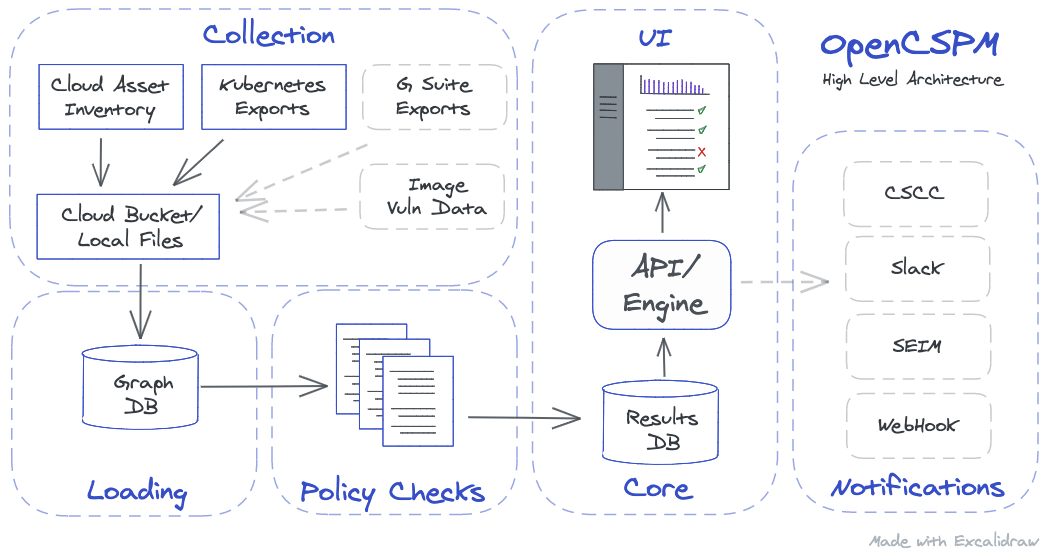 Collection
Cloud Asset
Inventory
Kubernetes
Exports
G Suite
Exports
Image
Vuln Data
Cloud Bucket/
Local Files
Graph
DB
Loading
Policy Checks
UI
API/
Engine
Results
DB
Core
OpenCSPM
High Level Architecture
CSCC
Slack
SEIM
WebHook
Notifications
Made with Excalidraw